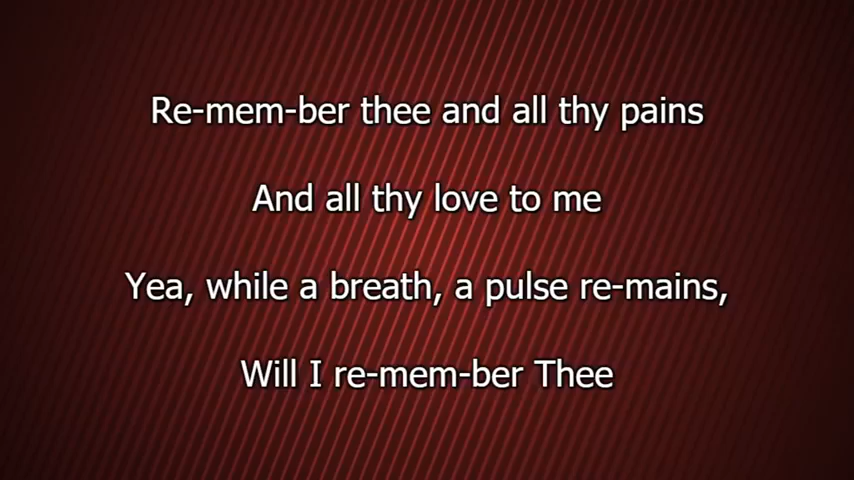 Re-mem-ber thee and all thy pains
And all thy love to me
Yea, while a breath, a pulse re-mains,
Will I re-mem-ber Thee